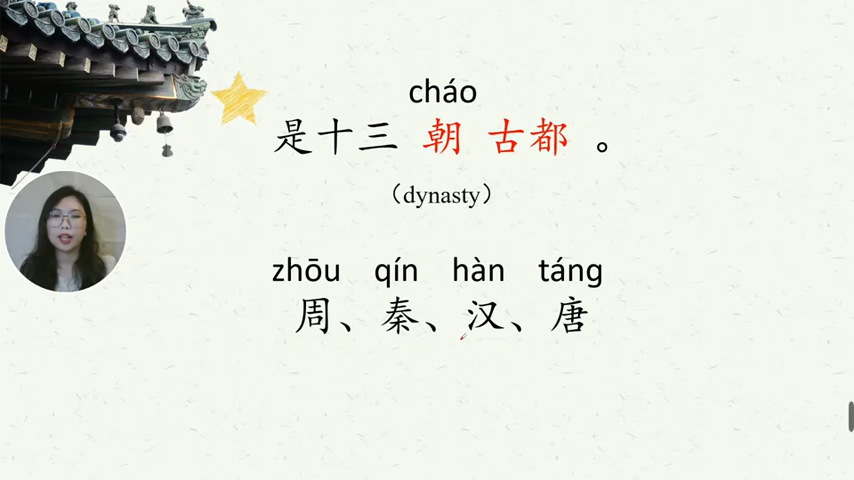 cháo
是十三 朝 古都 。
（dynasty）
zhōu qín hàn táng
周、秦、汉、唐